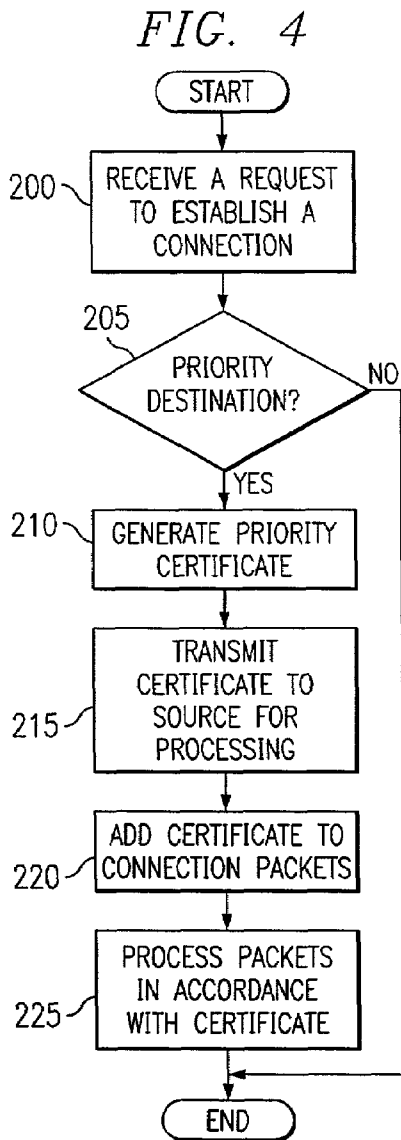 FIG. 4
START
200
RECEIVE A REQUEST
TO ESTABLISH A
CONNECTION
205
PRIORITY
DESTINATION?
NO
YES
210
GENERATE PRIORITY
CERTIFICATE
TRANSMIT
CERTIFICATE TO
SOURCE FOR
PROCESSING
215
ADD CERTIFICATE TO
CONNECTION PACKETS
220
PROCESS PACKETS
IN ACCORDANCE
WITH CERTIFICATE
225
END